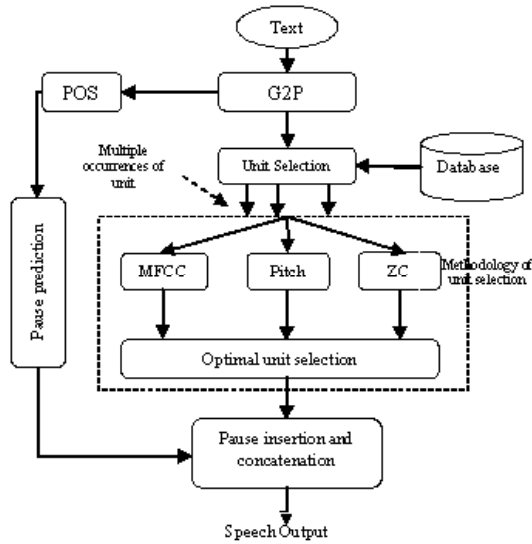 Text
POS
G2P
Multiple
occurrences of
unit
Unit Selection
Database
MFCC
Pitch
ZC
Methodology of
unit selection
Pause prediction
Optimal unit selection
Pause insertion and
concatenation
Speech Output